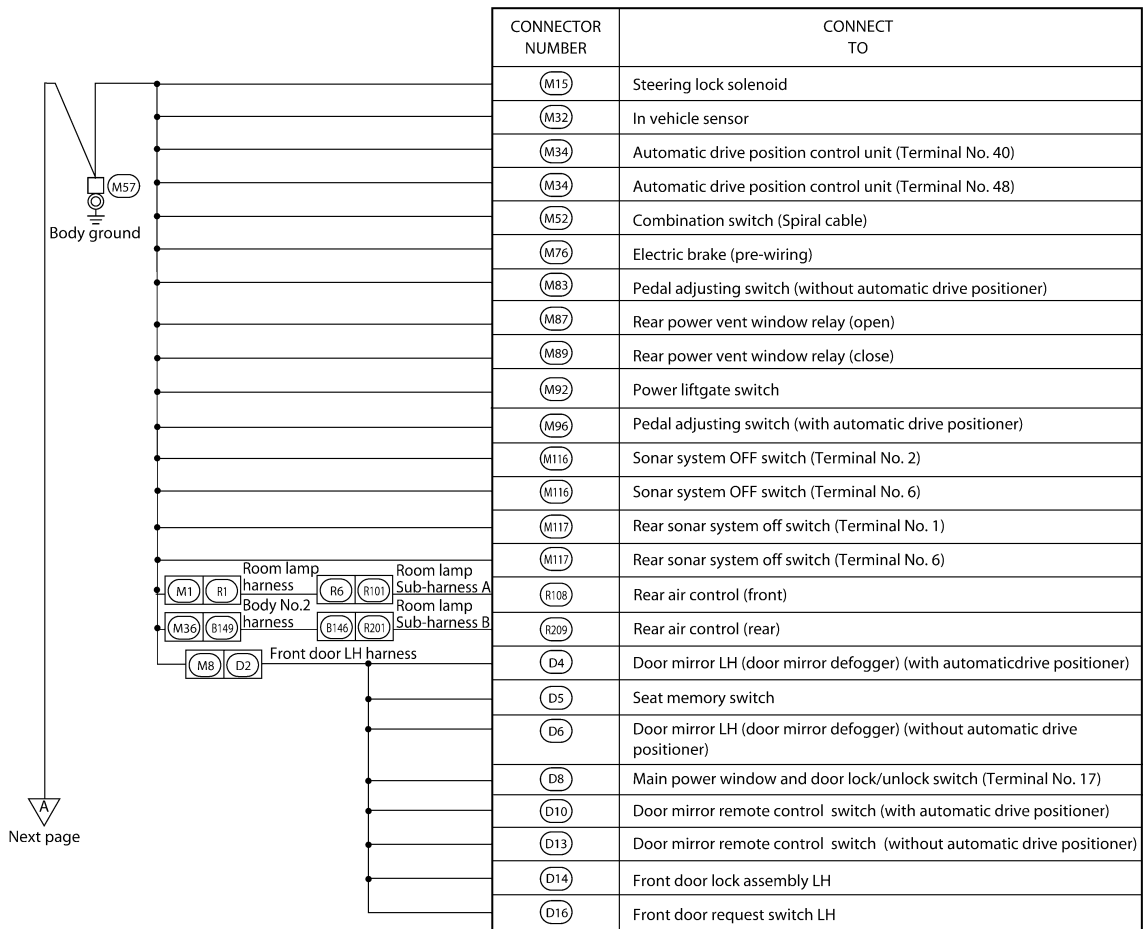 CONNECTOR
NUMBER
CONNECT
TO
M15 Steering lock solenoid
M32 In vehicle sensor
M34 Automatic drive position control unit (Terminal No. 40)
M57
M34 Automatic drive position control unit (Terminal No. 48)
Body ground
M52 Combination switch (Spiral cable)
M76 Electric brake (pre-wiring)
M83 Pedal adjusting switch (without automatic drive positioner)
M87 Rear power vent window relay (open)
M89 Rear power vent window relay (close)
M92 Power liftgate switch
M96 Pedal adjusting switch (with automatic drive positioner)
M116 Sonar system OFF switch (Terminal No. 2)
M116 Sonar system OFF switch (Terminal No. 6)
M117 Rear sonar system off switch (Terminal No. 1)
M117 Rear sonar system off switch (Terminal No. 6)
M1 R1
Room lamp
harness
R6 R101
Room lamp
Sub-harness A
R108 Rear air control (front)
M36 B149
Body No.2
harness
B146 R201
Room lamp
Sub-harness B
R209 Rear air control (rear)
M8 D2
Front door LH harness
D4 Door mirror LH (door mirror defogger) (with automaticdrive positioner)
D5 Seat memory switch
D6 Door mirror LH (door mirror defogger) (without automatic drive
positioner)
D8 Main power window and door lock/unlock switch (Terminal No. 17)
A
Next page
D10 Door mirror remote control switch (with automatic drive positioner)
D13 Door mirror remote control switch (without automatic drive positioner)
D14 Front door lock assembly LH
D16 Front door request switch LH